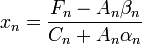 x_n = \frac{F_n - A_n\beta_n}{C_n + A_n\alpha_n}